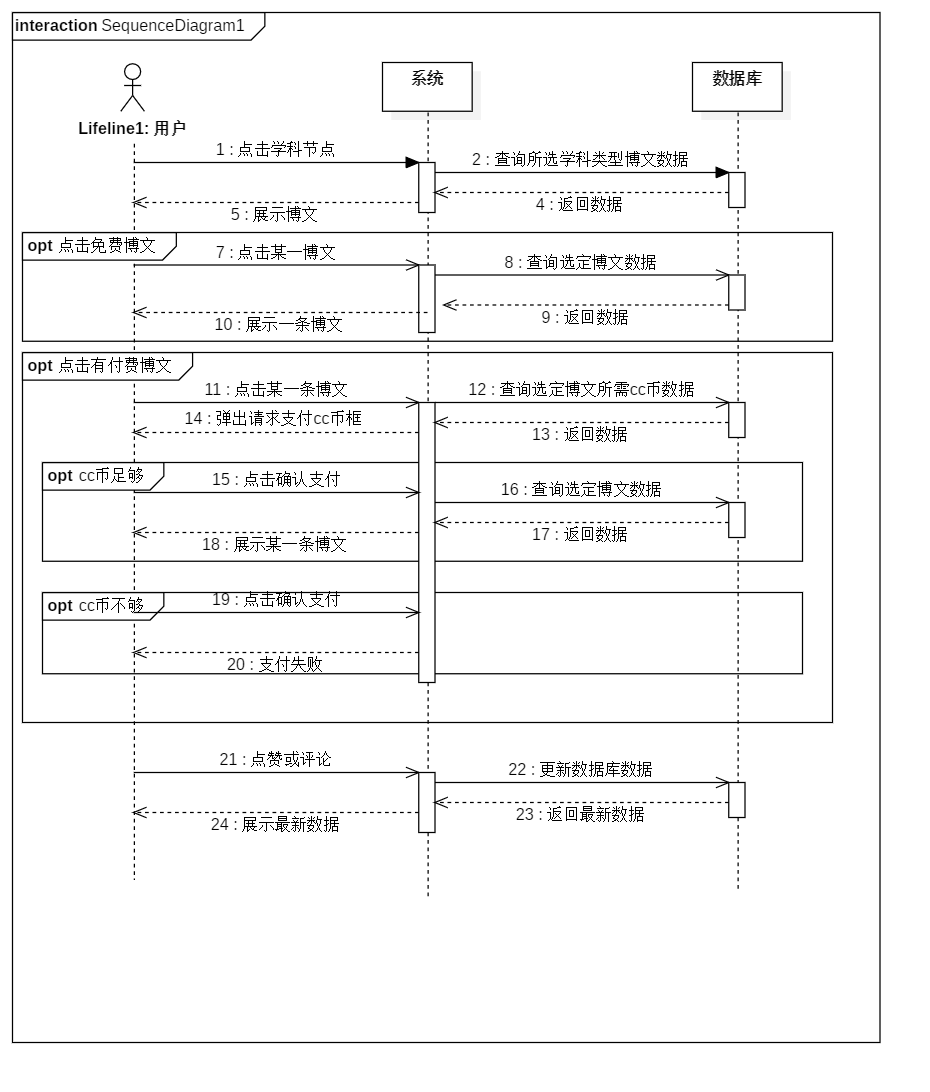 interaction SequenceDiagram1
系统
数据库
Lifeline1: 用户
1 : 点击学科节点
2 : 查询所选学科类型博文数据
4 : 返回数据
5 : 展示博文
opt 点击免费博文
7 : 点击某一博文
8 : 查询选定博文数据
9 : 返回数据
10 : 展示一条博文
opt 点击有付费博文
11 : 点击某一条博文
12 : 查询选定博文所需cc币数据
14 : 弹出请求支付cc币框
13 : 返回数据
opt cc币足够
15 : 点击确认支付
16 : 查询选定博文数据
17 : 返回数据
18 : 展示某一条博文
opt cc币不够
19 : 点击确认支付
20 : 支付失败
21 : 点赞或评论
22 : 更新数据库数据
23 : 返回最新数据
24 : 展示最新数据